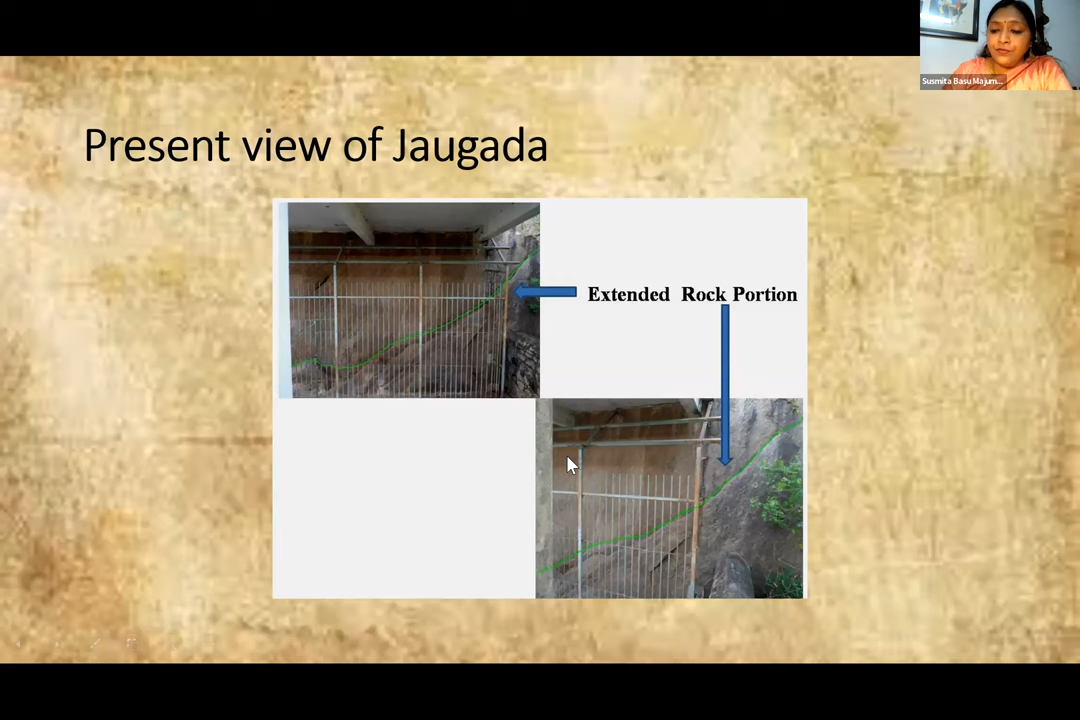 Susmita Basu Majum...
Present view of Jaugada
Extended Rock Portion